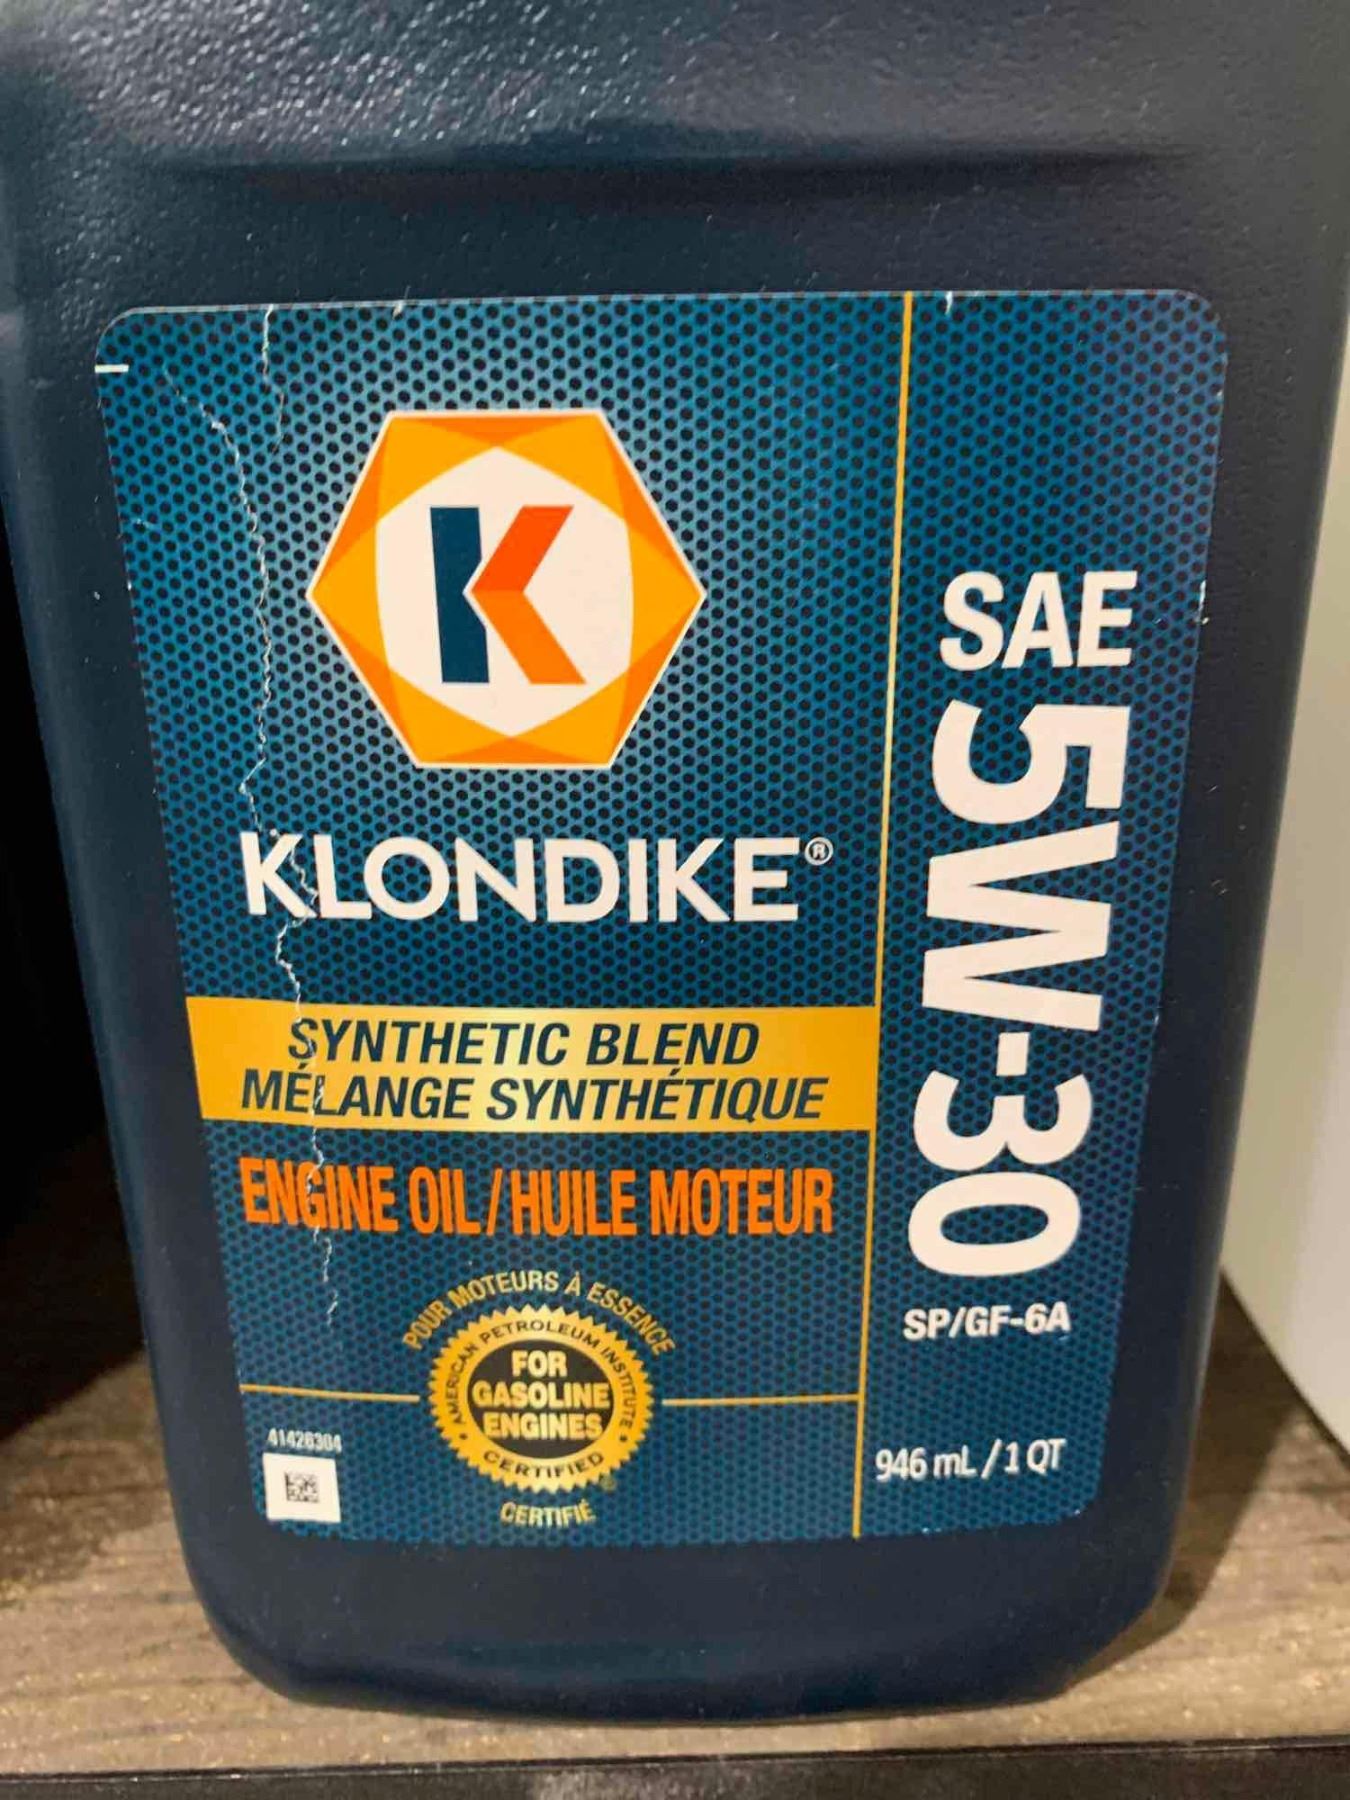 K
KLONDIKE®
SYNTHETIC BLEND
MÉLANGE SYNTHÉTIQUE
ENGINE OIL / HUILE MOTEUR
POUR MOTEURS À ESSENCE
AMERICAN PETROLEUM INSTITUTE
FOR
GASOLINE
ENGINES
CERTIFIED
CERTIFIÉ
41426304
SAE
5W-30
SP/GF-6A
946 mL / 1 QT